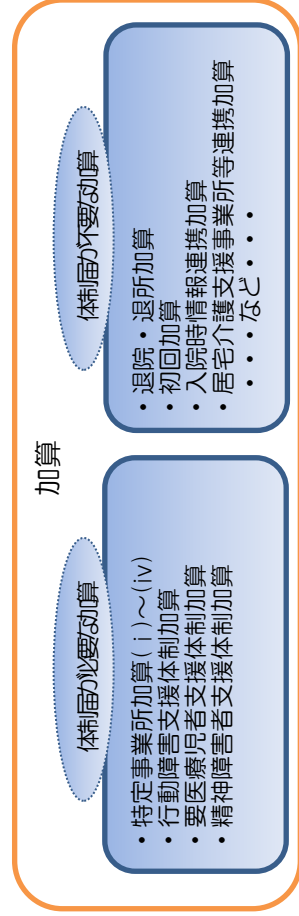 加算
体制届が必要な加算
・特定事業所加算(ⅰ)～(ⅳ)
・行動障害支援体制加算
・要医療児者支援体制加算
・精神障害者支援体制加算
体制届が不要な加算
・退院・退所加算
・初回加算
・入院時情報連携加算
・居宅介護支援事業所等連携加算
・・・・など・・・・